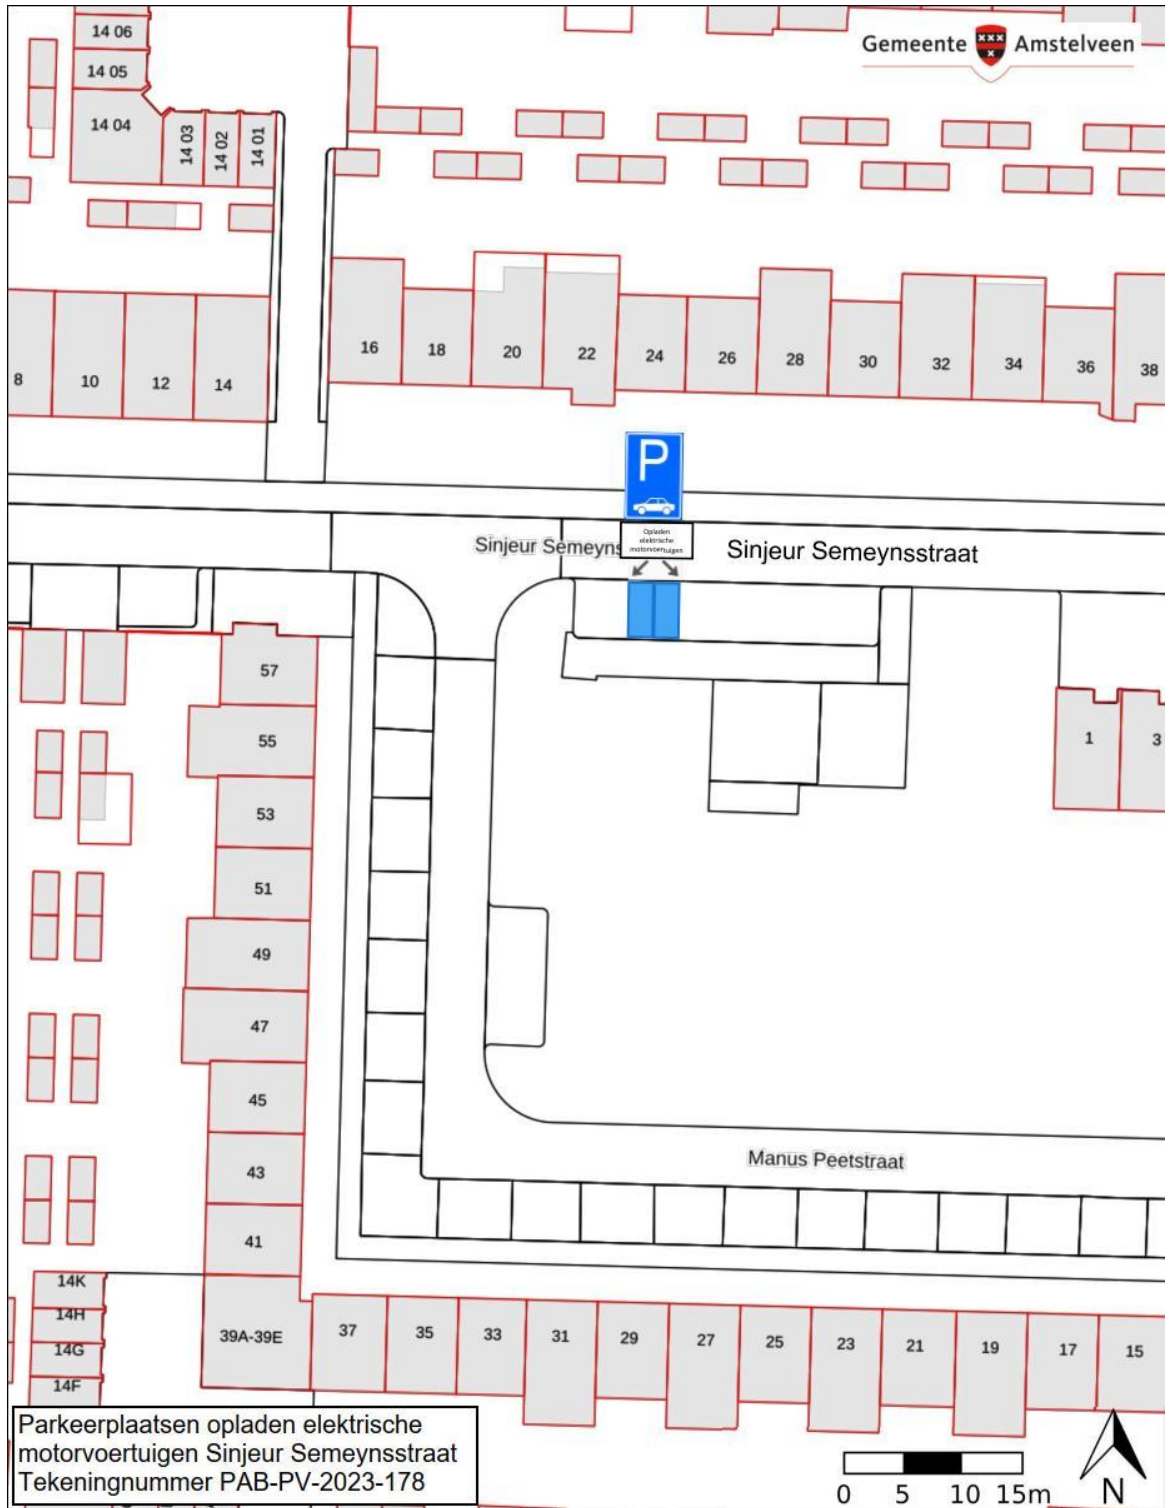 14 06
14 05
14 04
14 03
14 02
14 01
Gemeente Amstelveen
8
10
12
14
16
18
20
22
24
26
28
30
32
34
36
38
P
Opladen
elektrische
motorvoertuigen
Sinjeur Semeyns
Sinjeur Semeynsstraat
57
55
53
51
49
47
45
43
41
1
3
Manus Peetstraat
14K
14H
14G
14F
39A-39E
37
35
33
31
29
27
25
23
21
19
17
15
Parkeerplaatsen opladen elektrische
motorvoertuigen Sinjeur Semeynsstraat
Tekeningnummer PAB-PV-2023-178
0 5 10 15m
N